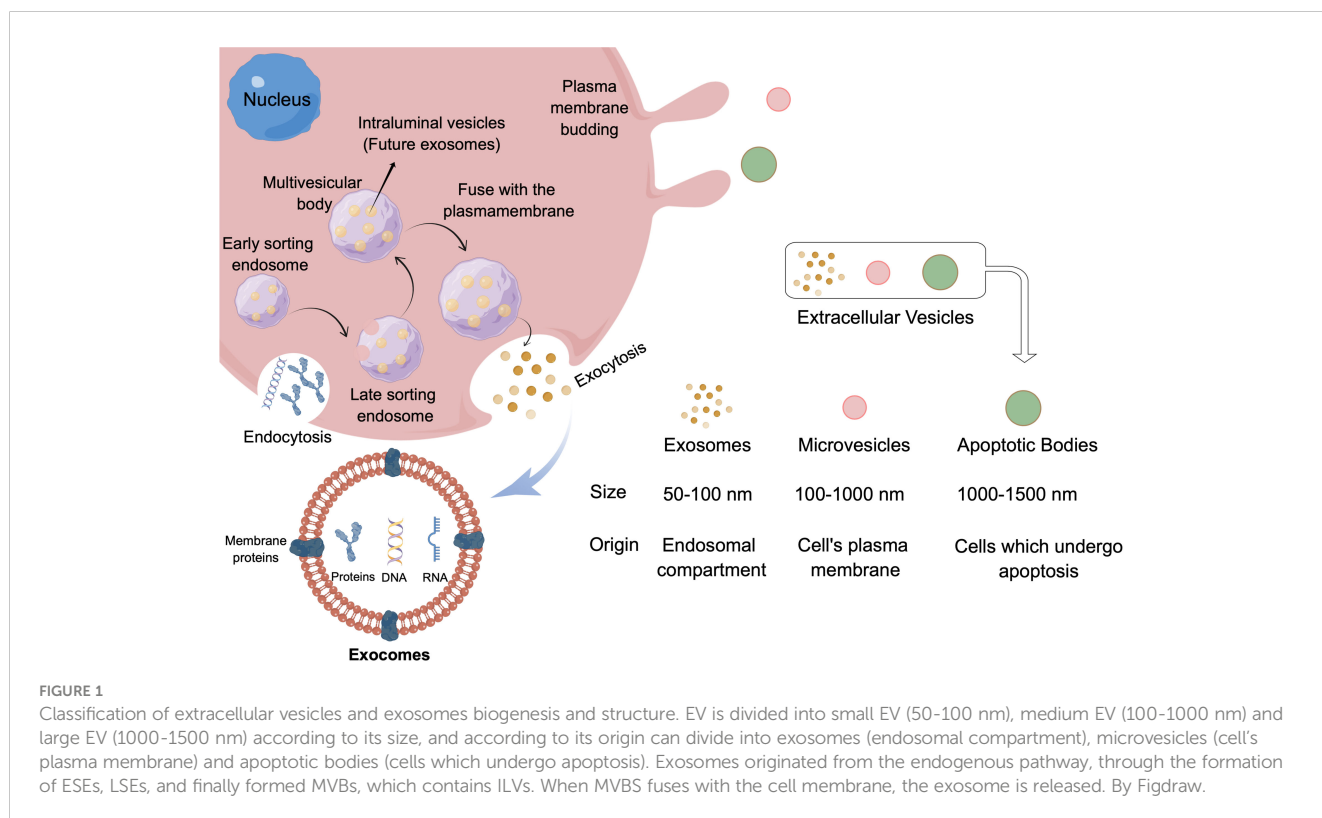 Nucleus
Plasma
membrane
budding
Intraluminal vesicles
(Future exosomes)
Multivesicular
body
Fuse with the
plasmamembrane
Early sorting
endosome
Extracellular Vesicles
Exocytosis
Late sorting
endosome
Endocytosis
Exosomes
Microvesicles
Apoptotic Bodies
Size
50-100 nm
100-1000 nm
1000-1500 nm
Origin
Endosomal
compartment
Cell's plasma
membrane
Cells which undergo
apoptosis
Membrane
proteins
Proteins
DNA
RNA
Exocomes
FIGURE 1
Classification of extracellular vesicles and exosomes biogenesis and structure. EV is divided into small EV (50-100 nm), medium EV (100-1000 nm) and
large EV (1000-1500 nm) according to its size, and according to its origin can divide into exosomes (endosomal compartment), microvesicles (cell's
plasma membrane) and apoptotic bodies (cells which undergo apoptosis). Exosomes originated from the endogenous pathway, through the formation
of ESEs, LSEs, and finally formed MVBs, which contains ILVs. When MVBS fuses with the cell membrane, the exosome is released. By Figdraw.